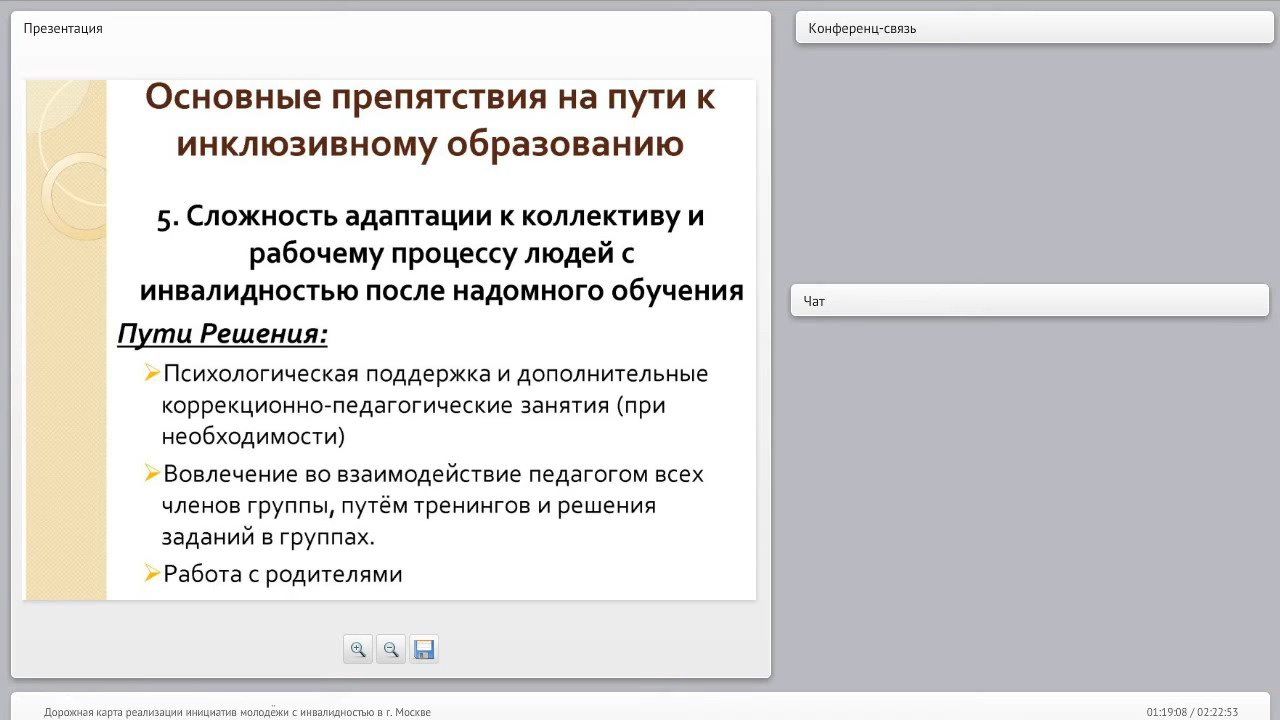 Презентация
Конференц-связь
Основные препятствия на пути к
инклюзивному образованию
5. Сложность адаптации к коллективу и
рабочему процессу людей с
инвалидностью после надомного обучения
Пути Решения:
Психологическая поддержка и дополнительные
коррекционно-педагогические занятия (при
необходимости)
Вовлечение во взаимодействие педагогом всех
членов группы, путём тренингов и решения
заданий в группах.
Работа с родителями
Чат
Дорожная карта реализации инициатив молодёжи с инвалидностью в г. Москве
01:19:08 / 02:22:53